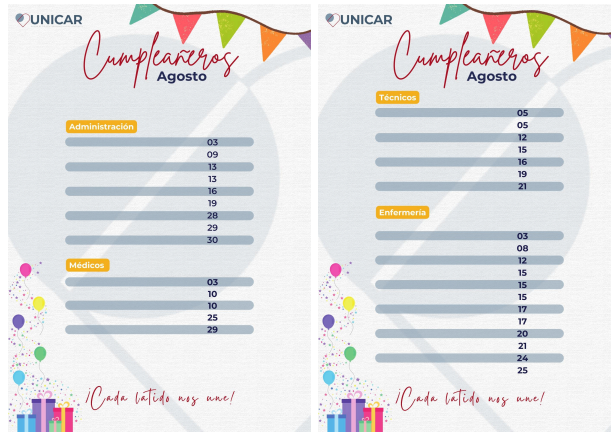 UNICAR
Cumpleañeros
Agosto
Administración
03
09
13
13
16
19
28
29
30
Médicos
03
10
10
25
29
¡Cada latido nos une!
UNICAR
Cumpleañeros
Agosto
Técnicos
05
05
12
15
16
19
21
Enfermería
03
08
12
15
15
15
17
17
20
21
24
25
¡Cada latido nos une!